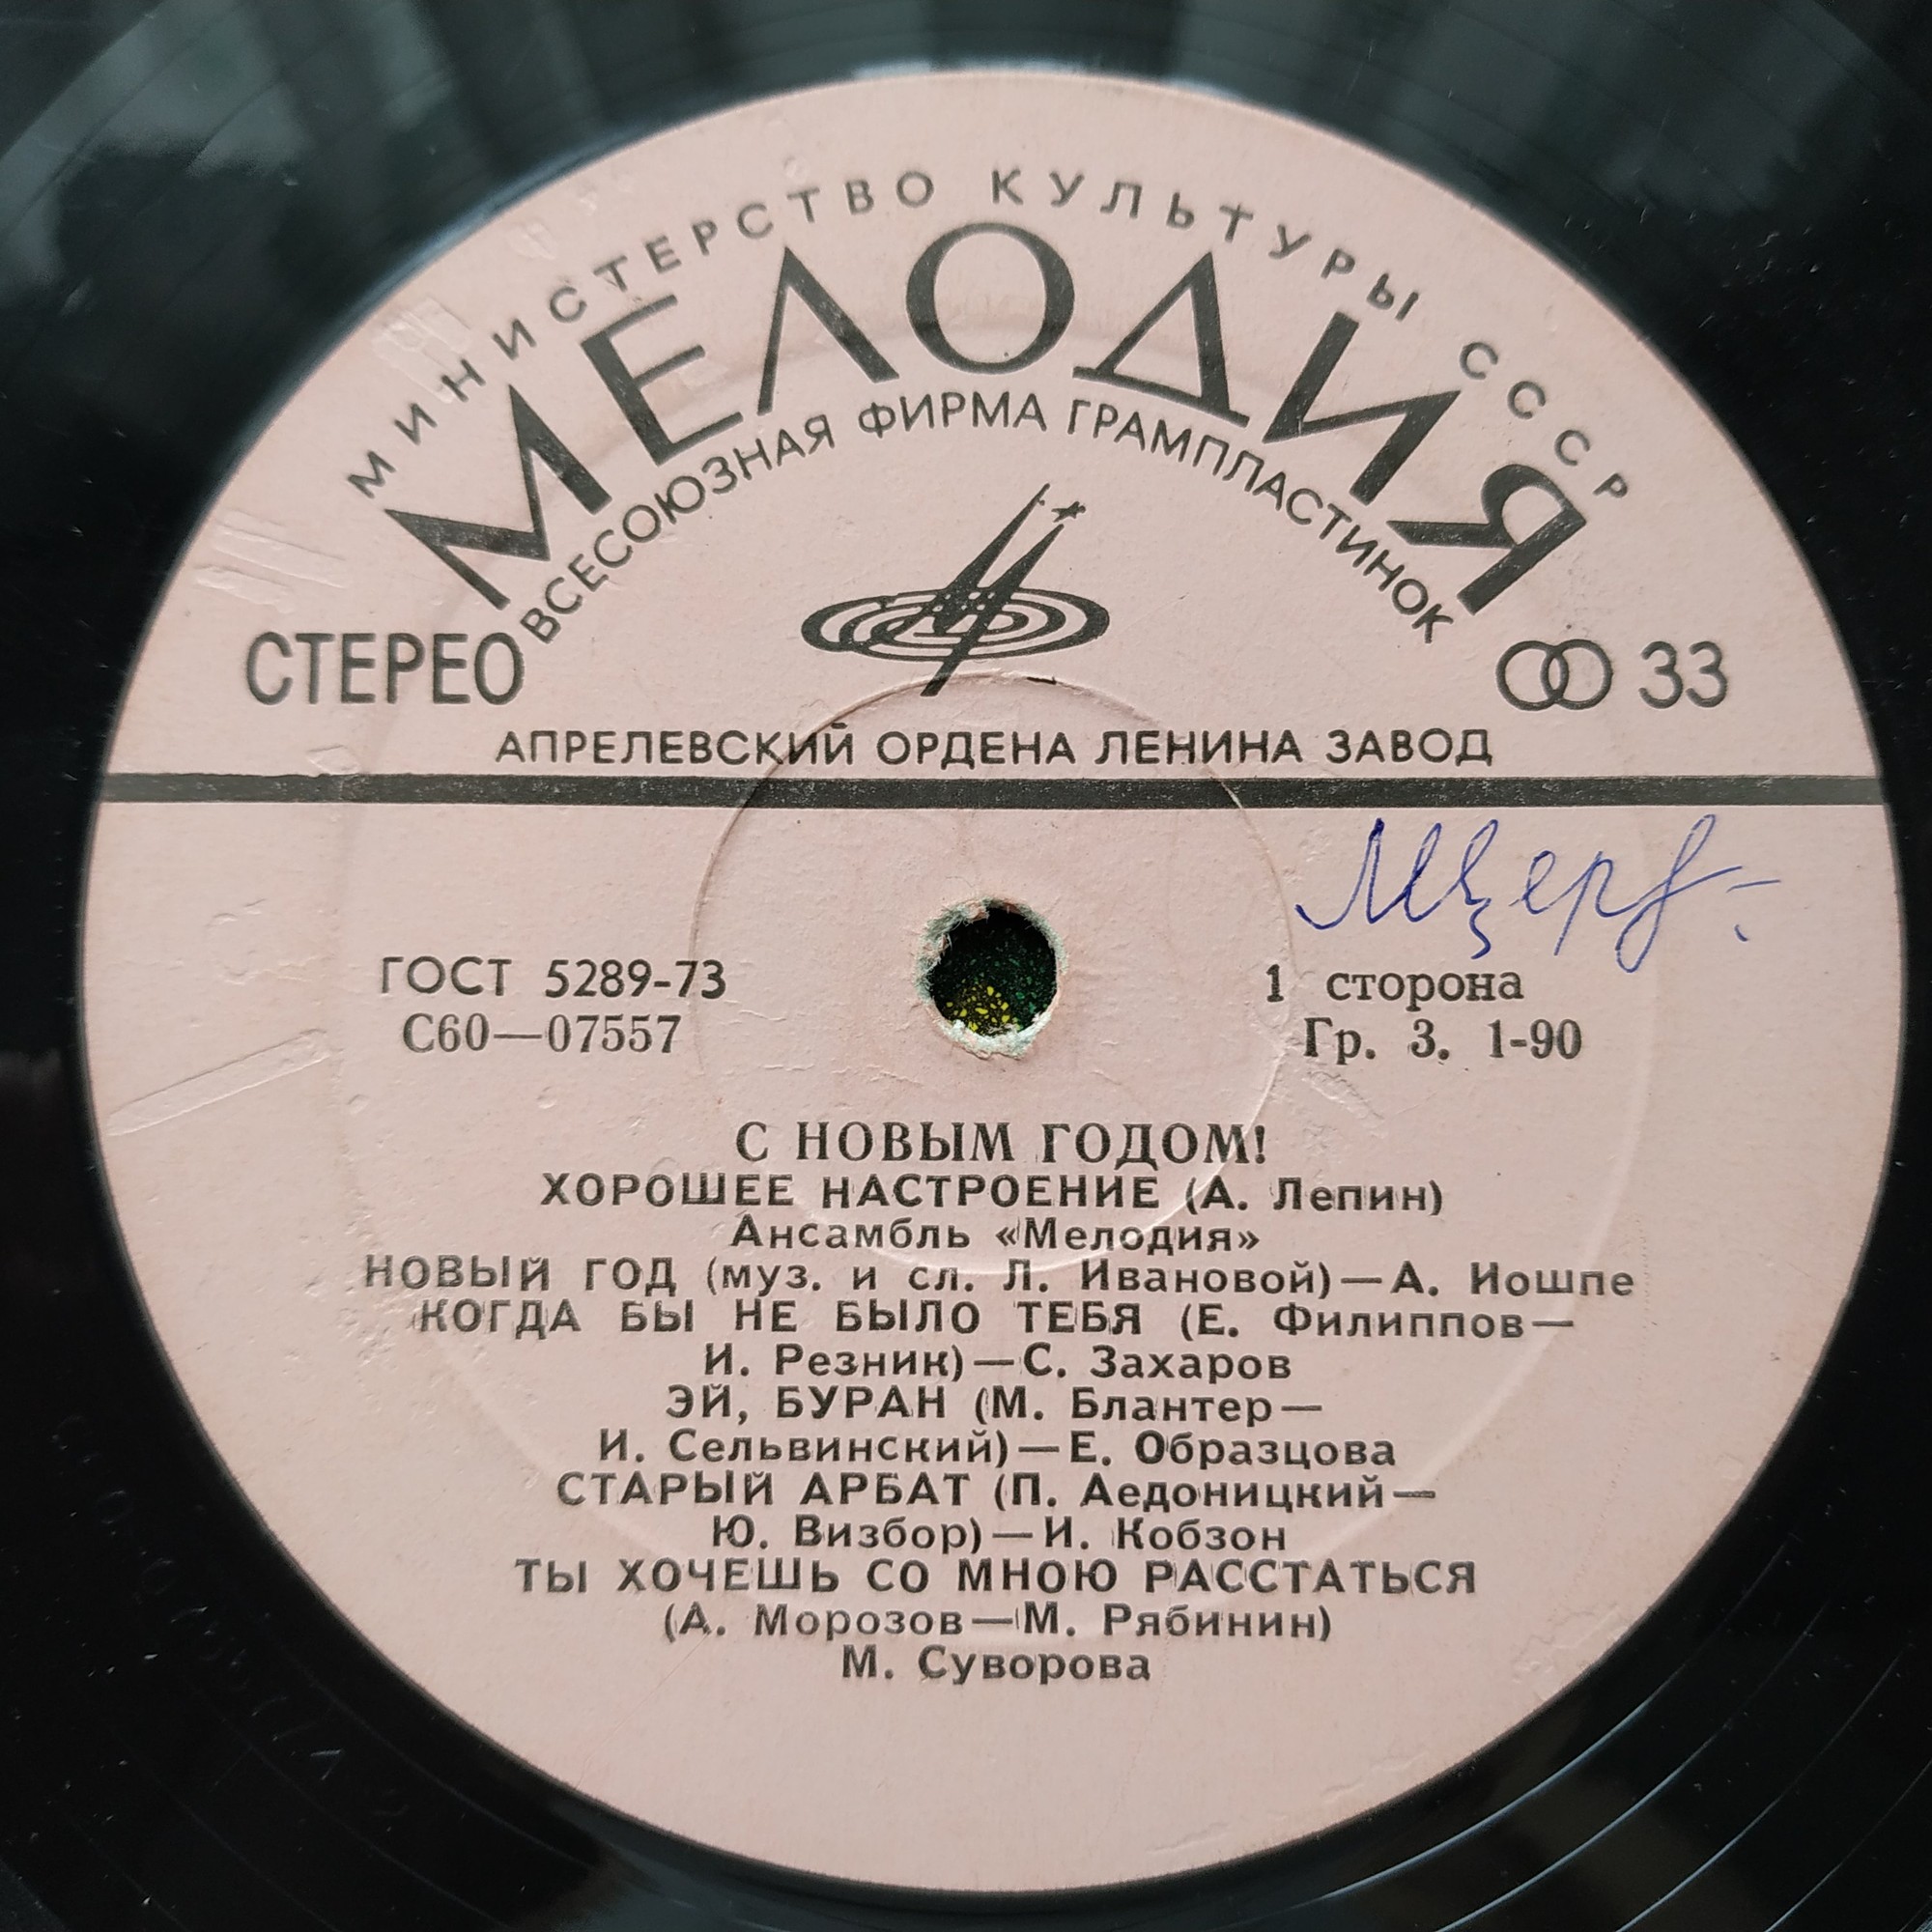 МИНИСТЕРСТВО КУЛЬТУРЫ СССР
МЕЛОДИЯ
ВСЕСОЮЗНАЯ ФИРМА ГРАМПЛАСТИНОК
СТЕРЕО
33
АПРЕЛЕВСКИЙ ОРДЕНА ЛЕНИНА ЗАВОД
ГОСТ 5289-73
С60—07557
1 сторона
Гр. 3. 1-90
С НОВЫМ ГОДОМ!
ХОРОШЕЕ НАСТРОЕНИЕ (А. Лепин)
Ансамбль «Мелодия»
НОВЫЙ ГОД (муз. и сл. Л. Ивановой)—А. Иошпе
КОГДА БЫ НЕ БЫЛО ТЕБЯ (Е. Филиппов—
И. Резник)—С. Захаров
ЭЙ, БУРАН (М. Блантер—
И. Сельвинский)—Е. Образцова
СТАРЫЙ АРБАТ (П. Аедоницкий—
Ю. Визбор)—И. Кобзон
ТЫ ХОЧЕШЬ СО МНОЮ РАССТАТЬСЯ
(А. Морозов—М. Рябинин)
М. Суворова